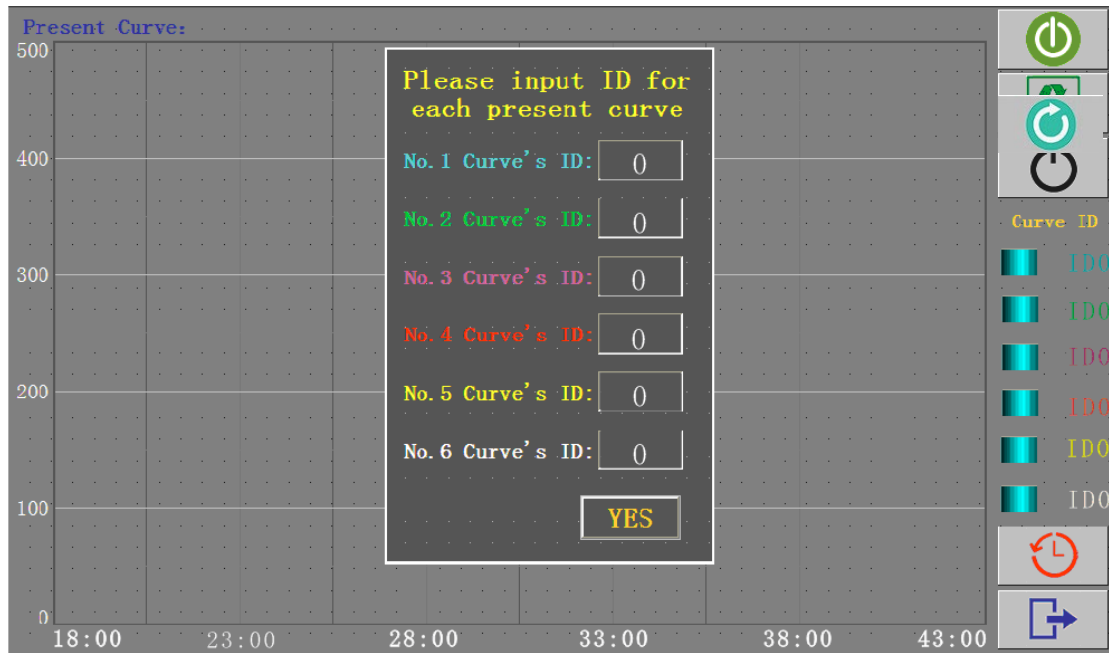 Present Curve:
500
Please input ID for
each present curve
No.1 Curve's ID: 0
400
No.2 Curve's ID: 0
Curve ID
ID0
No.3 Curve's ID: 0
300
ID0
No.4 Curve's ID: 0
ID0
No.5 Curve's ID: 0
200
ID0
No.6 Curve's ID: 0
ID0
100
ID0
YES
0
18:00 23:00 28:00 33:00 38:00 43:00